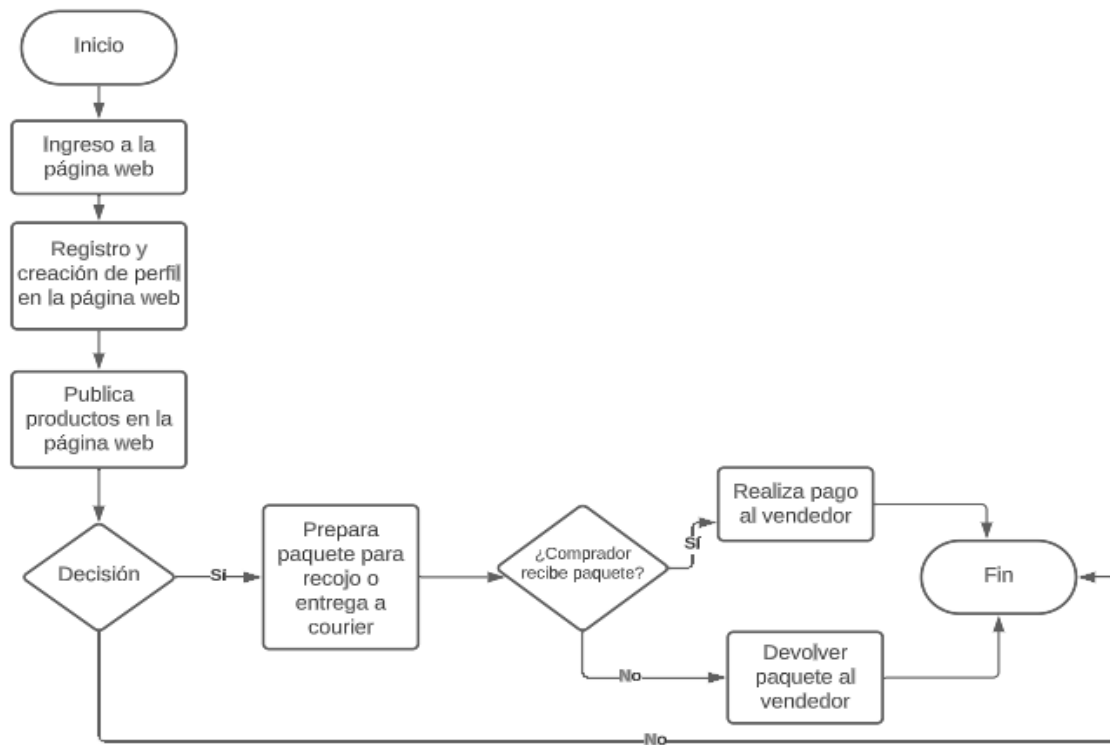 Inicio
Ingreso a la
página web
Registro y
creación de perfil
en la página web
Publica
productos en la
página web
Decisión
Sí
Prepara
paquete para
recojo o
entrega a
courier
¿Comprador
recibe paquete?
Sí
Realiza pago
al vendedor
Fin
No
Devolver
paquete al
vendedor
No